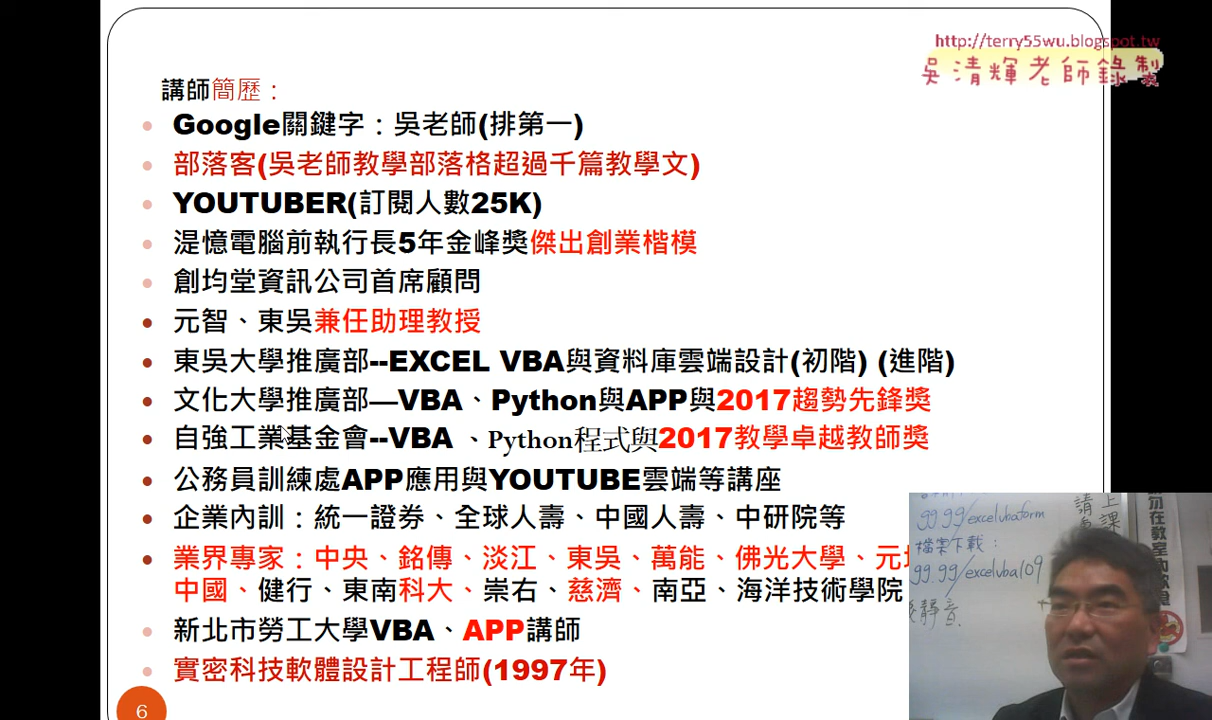 http://terry55wu.blogspot.tw
吳清輝老師錄製
講師簡歷：
Google關鍵字：吳老師(排第一)
部落客(吳老師教學部落格超過千篇教學文)
YOUTUBER(訂閱人數25K)
湜憶電腦前執行長5年金峰獎傑出創業楷模
創均堂資訊公司首席顧問
元智、東吳兼任助理教授
東吳大學推廣部--EXCEL VBA與資料庫雲端設計(初階) (進階)
文化大學推廣部—VBA、Python與APP與2017趨勢先鋒獎
自強工業基金會--VBA 、Python程式與2017教學卓越教師獎
公務員訓練處APP應用與YOUTUBE雲端等講座
企業內訓：統一證券、全球人壽、中國人壽、中研院等
業界專家：中央、銘傳、淡江、東吳、萬能、佛光大學、元
中國、健行、東南科大、崇右、慈濟、南亞、海洋技術學院
新北市勞工大學VBA、APP講師
實密科技軟體設計工程師(1997年)
6
gg.gg/excelvbaform
檔案下載：
gg.gg/excelvba109
靜音
上課
請
請勿在教室